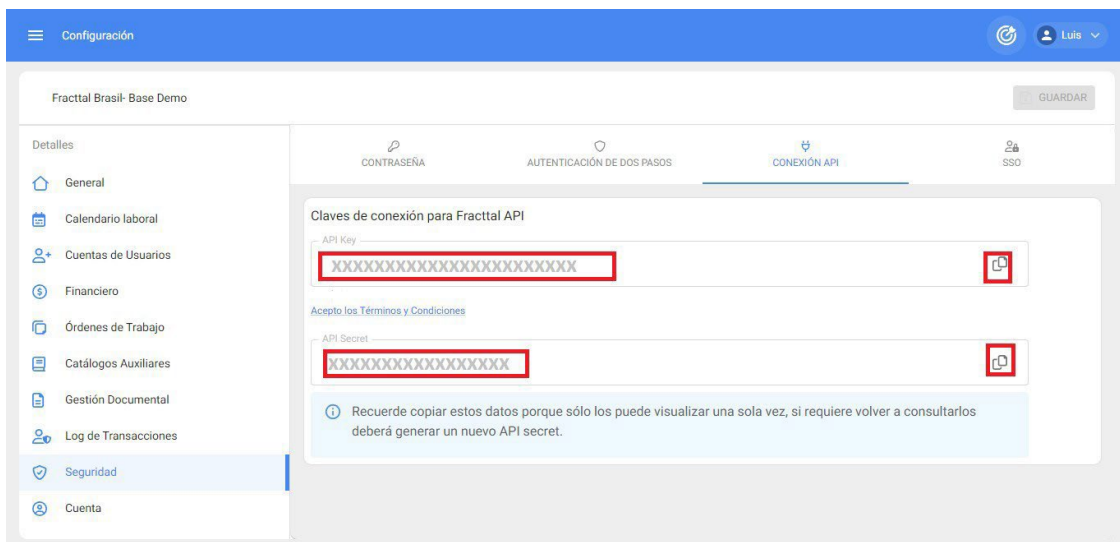 Configuración
Luis
Fracttal Brasil- Base Demo
GUARDAR
Detalles
General
Calendario laboral
Cuentas de Usuarios
Financiero
Órdenes de Trabajo
Catálogos Auxiliares
Gestión Documental
Log de Transacciones
Seguridad
Cuenta
CONTRASEÑA
AUTENTICACIÓN DE DOS PASOS
CONEXIÓN API
SSO
Claves de conexión para Fracttal API
API Key
XXXXXXXXXXXXXXXXXXXXXXX
Acepto los Términos y Condiciones
API Secret
XXXXXXXXXXXXXXXXX
Recuerde copiar estos datos porque sólo los puede visualizar una sola vez, si requiere volver a consultarlos
deberá generar un nuevo API secret.